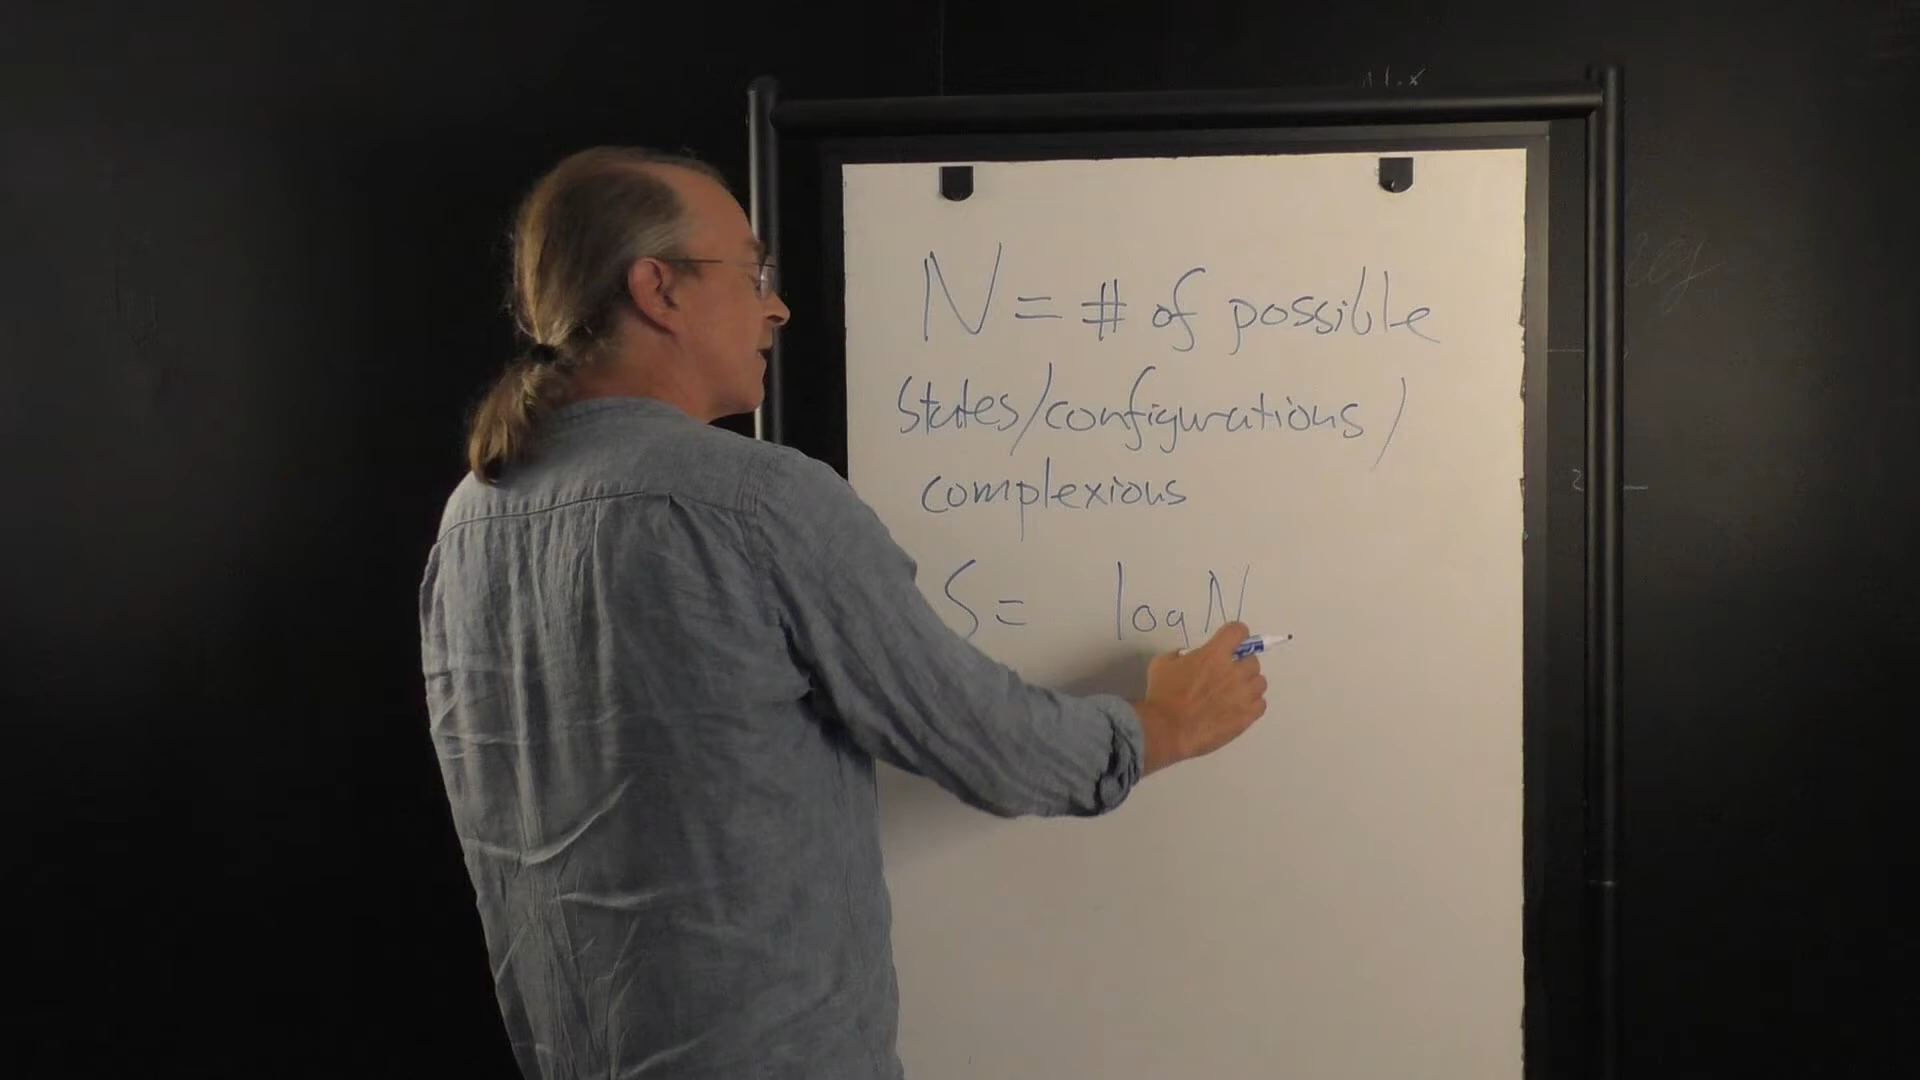 N = # of possible
states/configurations/
complexions
S = log N